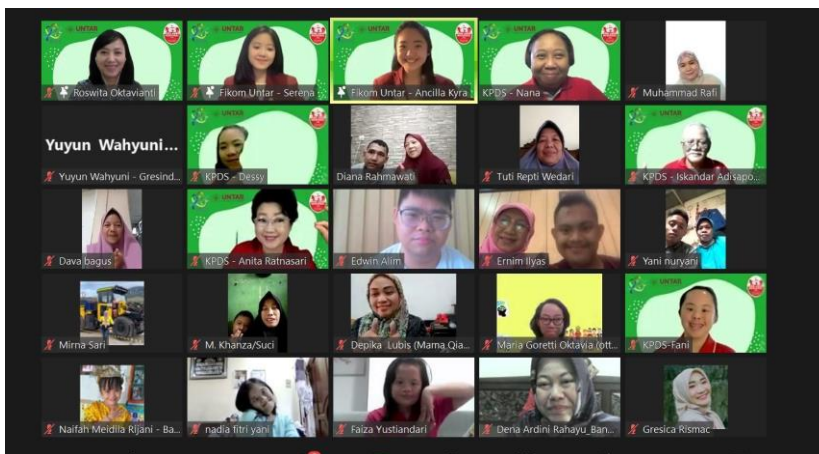 UNTAR
Roswita Oktavianti
UNTAR
Fikom Untar - Serena
UNTAR
Fikom Untar - Ancilla Kyra
UNTAR
KPDS - Nana
Muhammad Rafi
Yuyun Wahyuni...
Yuyun Wahyuni - Gresind...
UNTAR
KPDS - Dessy
Diana Rahmawati
Tuti Repti Wedari
UNTAR
KPDS - Iskandar Adisapo...
Dava bagus
UNTAR
KPDS - Anita Ratnasari
Edwin Alim
Ernim Ilyas
Yani nuryani
Mirna Sari
M. Khanza/Suci
Depika Lubis (Mama Qia...
Maria Goretti Oktavia (ott...
UNTAR
KPDS-Fani
Naifah Meidila Rijani - Ba...
nadia fitri yani
Faiza Yustiandari
Dena Ardini Rahayu_Ban...
Gresica Rismac